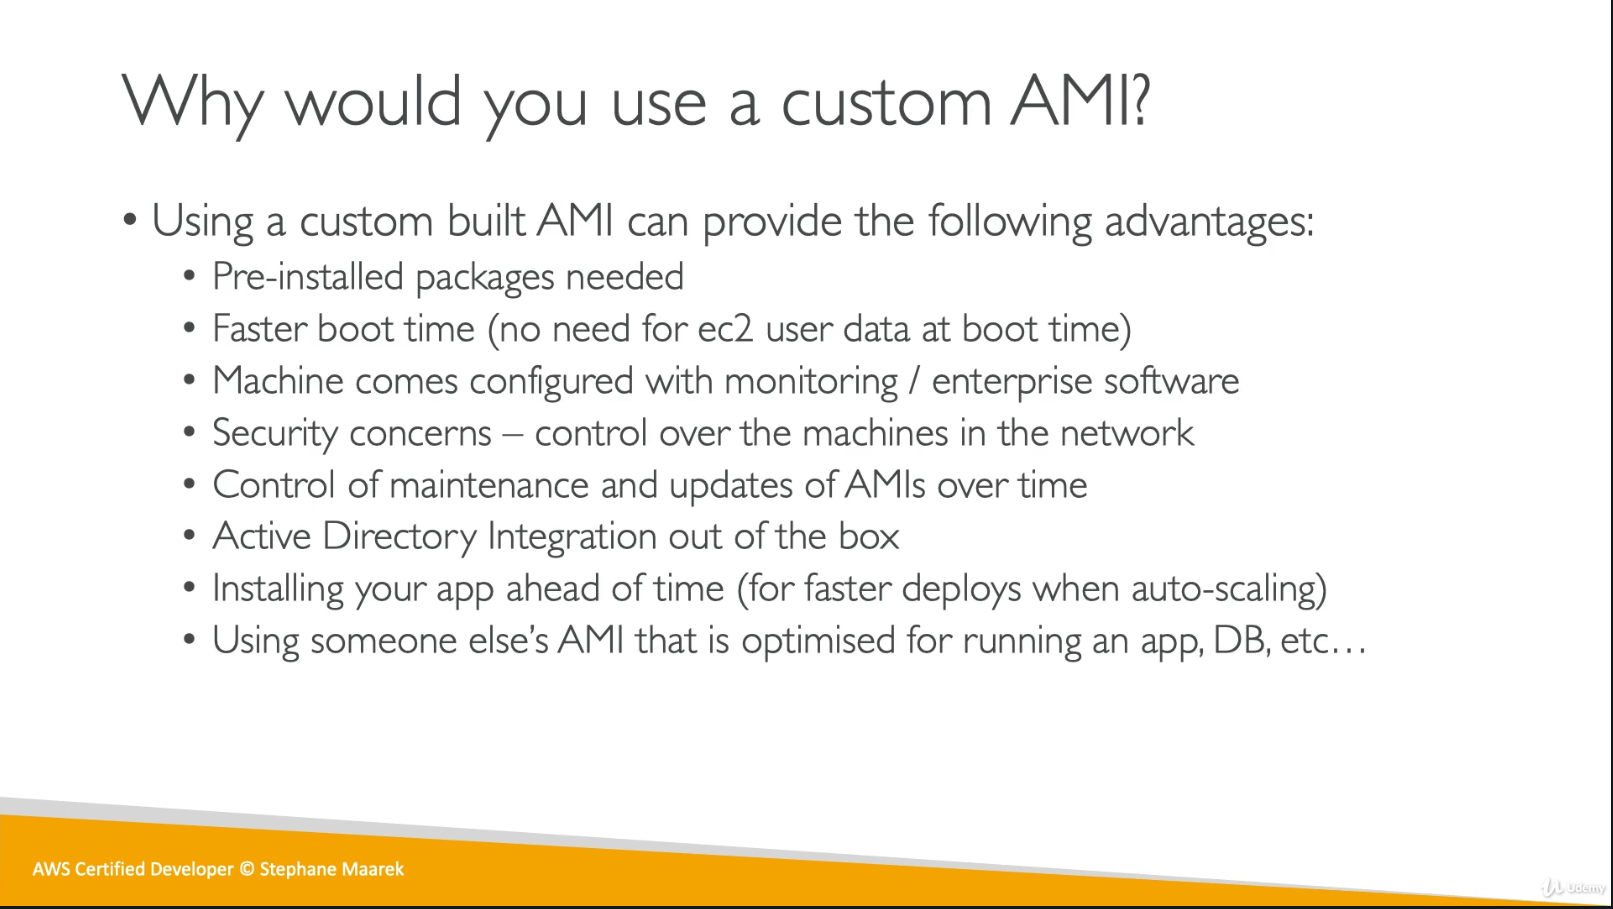 Why would you use a custom AMI?
• Using a custom built AMI can provide the following advantages:
• Pre-installed packages needed
• Faster boot time (no need for ec2 user data at boot time)
• Machine comes configured with monitoring / enterprise software
• Security concerns – control over the machines in the network
• Control of maintenance and updates of AMIs over time
• Active Directory Integration out of the box
• Installing your app ahead of time (for faster deploys when auto-scaling)
• Using someone else’s AMI that is optimised for running an app, DB, etc…
AWS Certified Developer © Stephane Maarek
Udemy